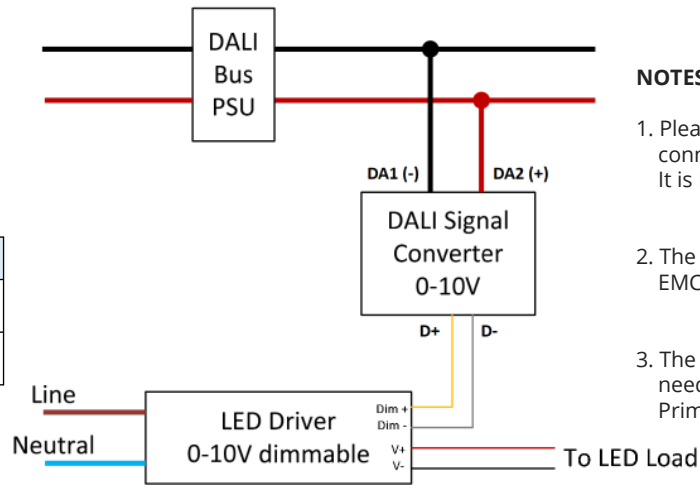 DALI
Bus
PSU
DA1 (-)
DA2 (+)
DALI Signal
Converter
0-10V
D+
D-
Line
Neutral
LED Driver
0-10V dimmable
Dim +
Dim -
V+
V-
To LED Load
NOTES
1. Plea
conn
It is
2. The
EMC
3. The
need
Prim